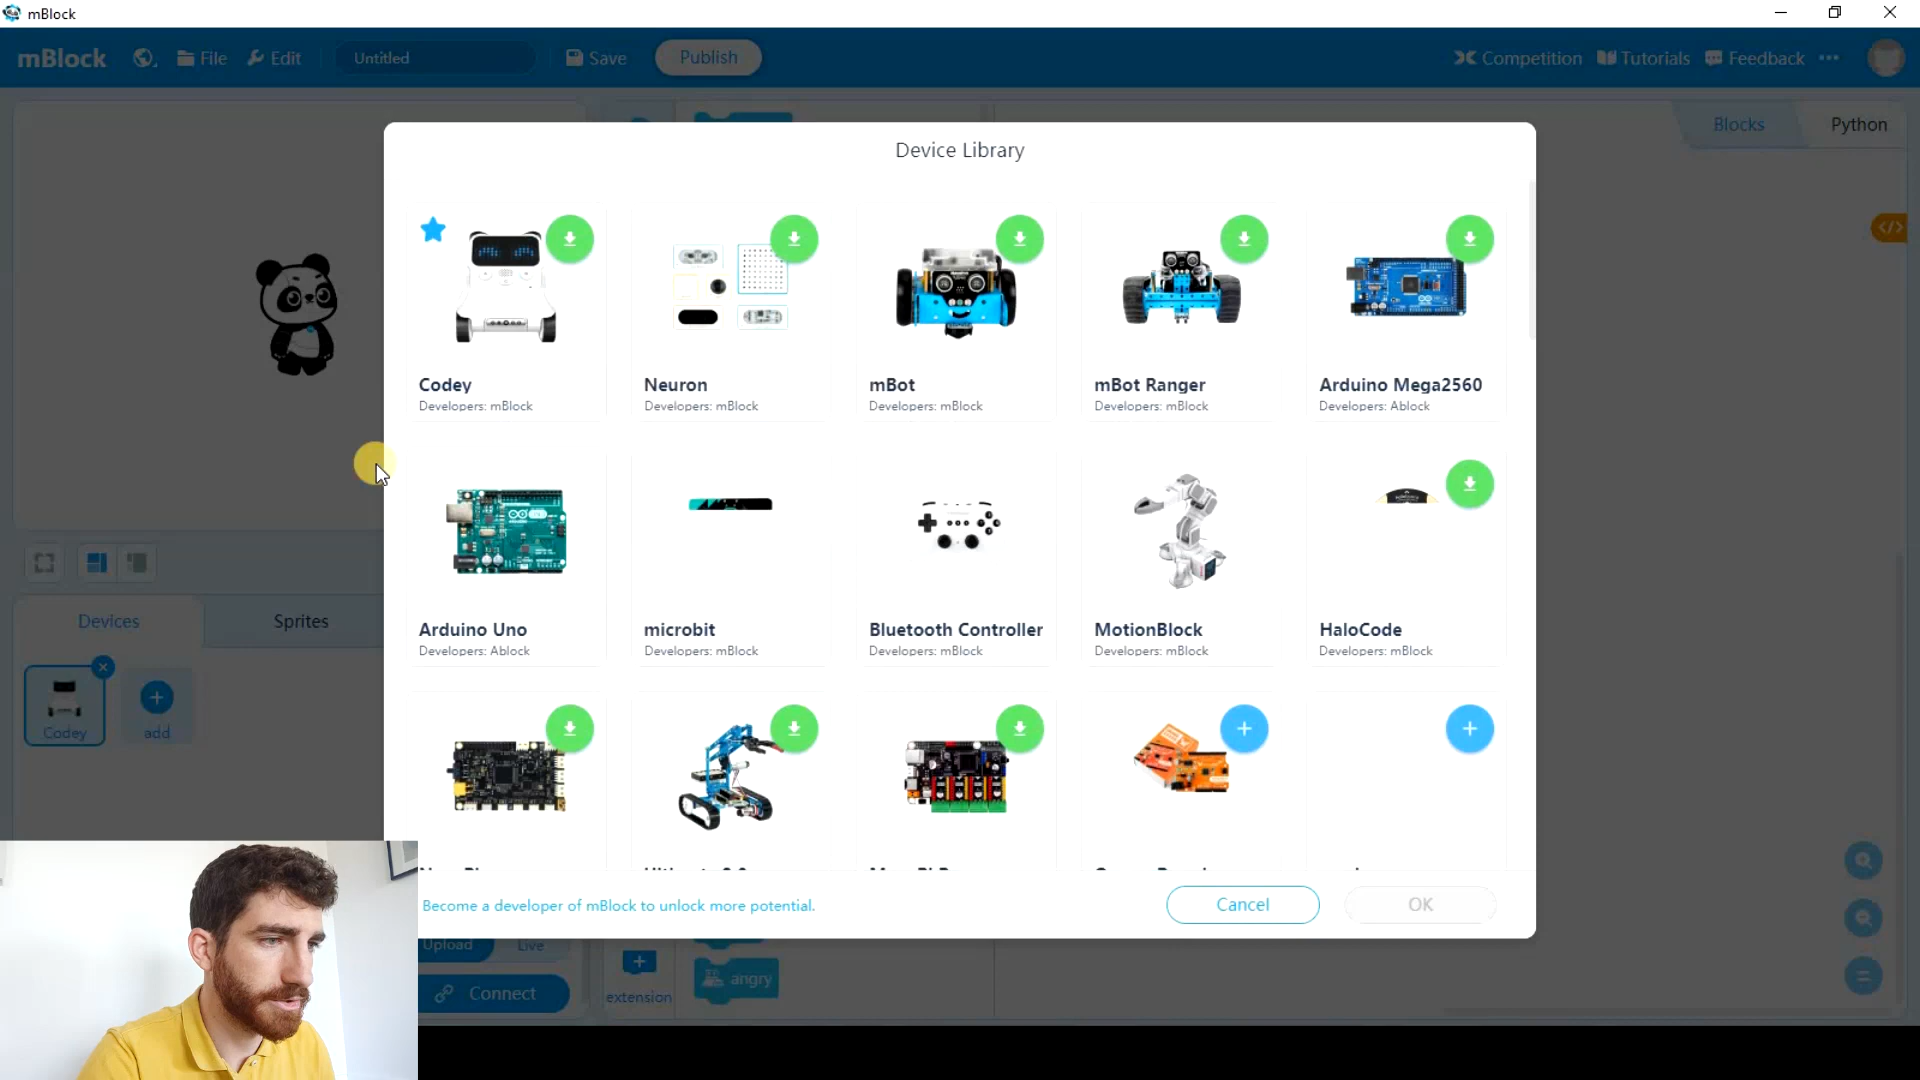 mBlock
mBlock
File
Edit
Untitled
Save
Publish
Competition
Tutorials
Feedback
Blocks
Python
Device Library
Codey
Developers: mBlock
Neuron
Developers: mBlock
mBot
Developers: mBlock
mBot Ranger
Developers: mBlock
Arduino Mega2560
Developers: Ablock
Arduino Uno
Developers: Ablock
microbit
Developers: mBlock
Bluetooth Controller
Developers: mBlock
MotionBlock
Developers: mBlock
HaloCode
Developers: mBlock
Devices
Sprites
Codey
add
Become a developer of mBlock to unlock more potential.
Cancel
OK
Upload
Live
Connect
extension
angry